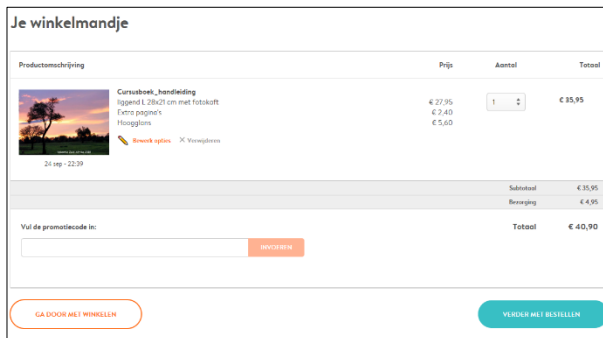 Je winkelmandje
Productomschrijving Prijs Aantal Totaal
Cursusboek_handleiding
liggend L 28x21 cm met fotokaft € 27,95 1 € 35,95
Extra pagina's € 2,40
Hoogglans € 5,60
Bewerk opties × Verwijderen
24 sep - 22:39
Subtotaal € 35,95
Bezorging € 4,95
Vul de promotiecode in: Totaal € 40,90
INVOEREN
GA DOOR MET WINKELEN VERDER MET BESTELLEN